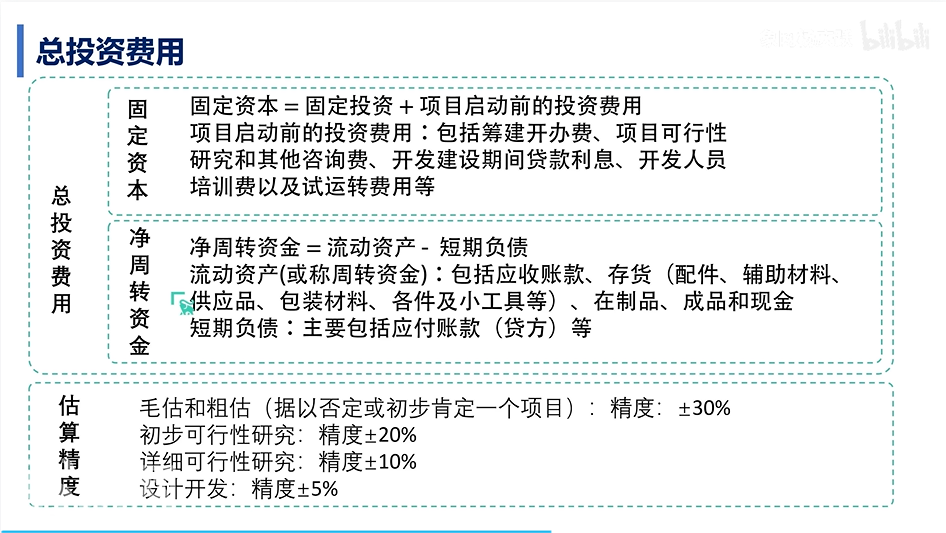 总投资费用
bilibili
总投资费用
固定资本
固定资本 = 固定投资 + 项目启动前的投资费用
项目启动前的投资费用：包括筹建开办费、项目可行性
研究和其他咨询费、开发建设期间贷款利息、开发人员
培训费以及试运转费用等
净周转资金
净周转资金 = 流动资产 - 短期负债
流动资产(或称周转资金)：包括应收账款、存货（配件、辅助材料、
供应品、包装材料、各件及小工具等）、在制品、成品和现金
短期负债：主要包括应付账款（贷方）等
估算精度
毛估和粗估（据以否定或初步肯定一个项目）：精度：±30%
初步可行性研究：精度±20%
详细可行性研究：精度±10%
设计开发：精度±5%